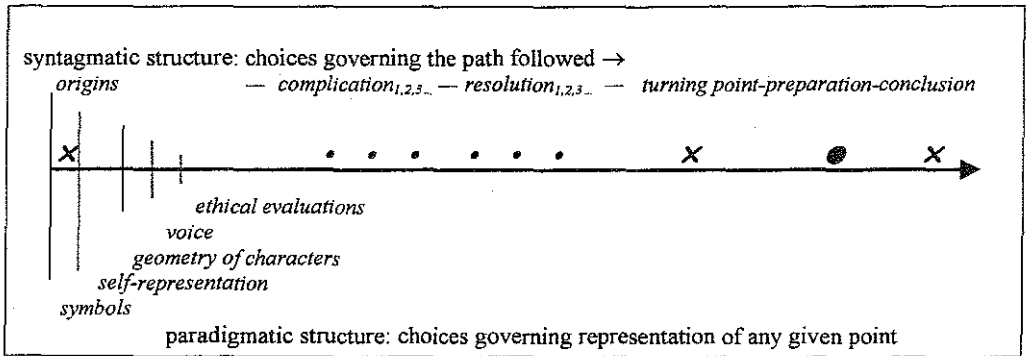 syntagmatic structure: choices governing the path followed →
origins — complication1,2,3... — resolution1,2,3... — turning point-preparation-conclusion
ethical evaluations
voice
geometry of characters
self-representation
symbols
paradigmatic structure: choices governing representation of any given point